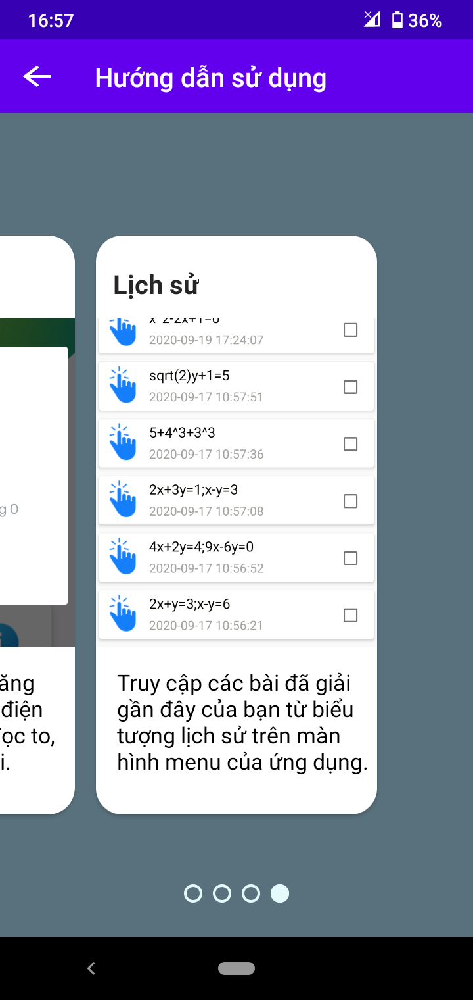 16:57
36%
Hướng dẫn sử dụng
Lịch sử
2020-09-19 17:24:07
sqrt(2)y+1=5
2020-09-17 10:57:51
5+4^3+3^3
2020-09-17 10:57:36
2x+3y=1;x-y=3
2020-09-17 10:57:08
4x+2y=4;9x-6y=0
2020-09-17 10:56:52
2x+y=3;x-y=6
2020-09-17 10:56:21
g 0
ăng
điện
đọc to,
i.
Truy cập các bài đã giải
gần đây của bạn từ biểu
tượng lịch sử trên màn
hình menu của ứng dụng.